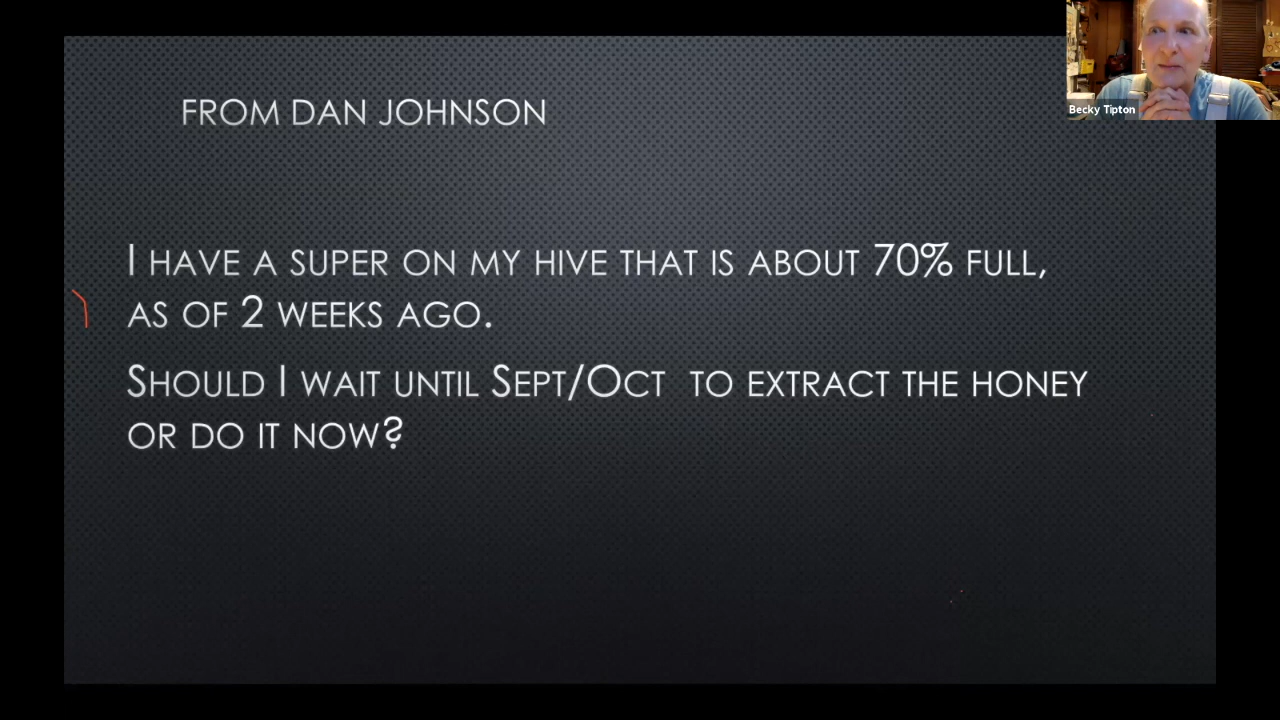 Becky Tipton
FROM DAN JOHNSON
I HAVE A SUPER ON MY HIVE THAT IS ABOUT 70% FULL,
AS OF 2 WEEKS AGO.
SHOULD I WAIT UNTIL SEPT/OCT TO EXTRACT THE HONEY
OR DO IT NOW?